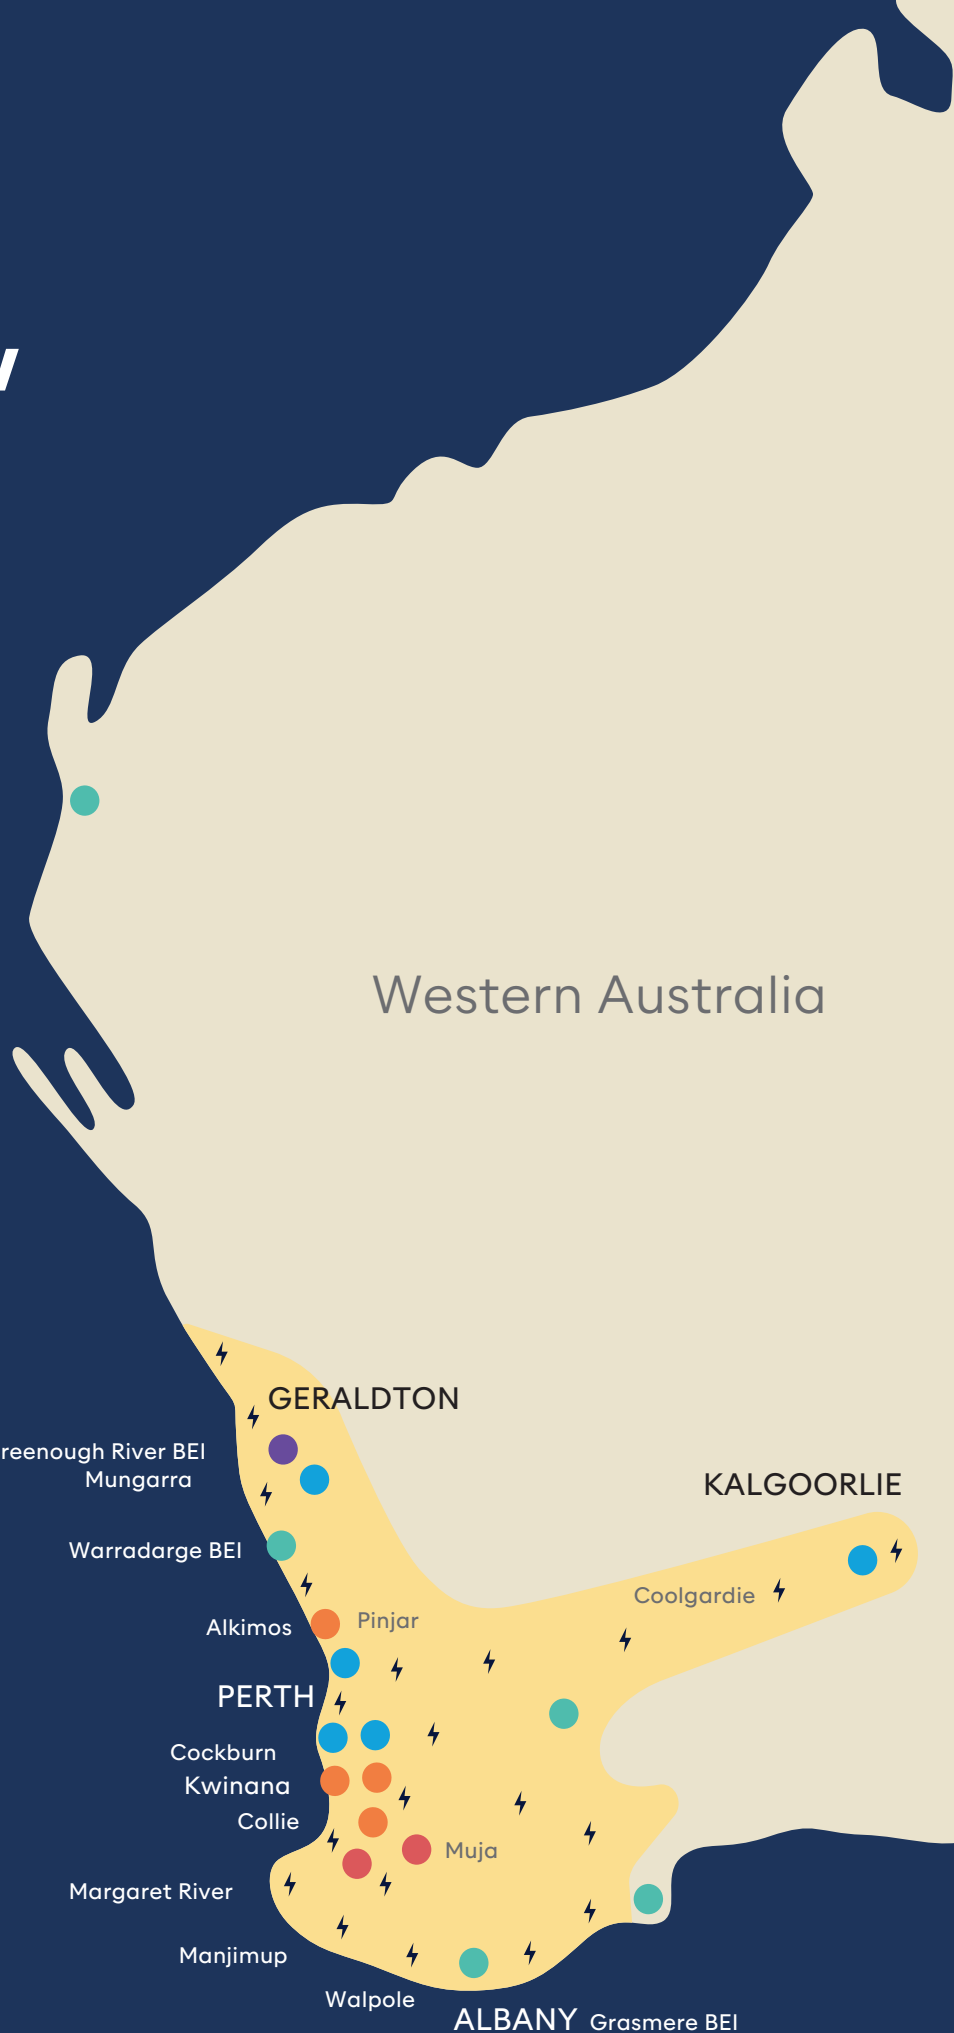 Western Australia
GERALDTON
reenough River BEI
Mungarra
KALGOORLIE
Warradarge BEI
Coolgardie
Alkimos
Pinjar
PERTH
Cockburn
Kwinana
Collie
Muja
Margaret River
Manjimup
Walpole
ALBANY Grasmere BEI